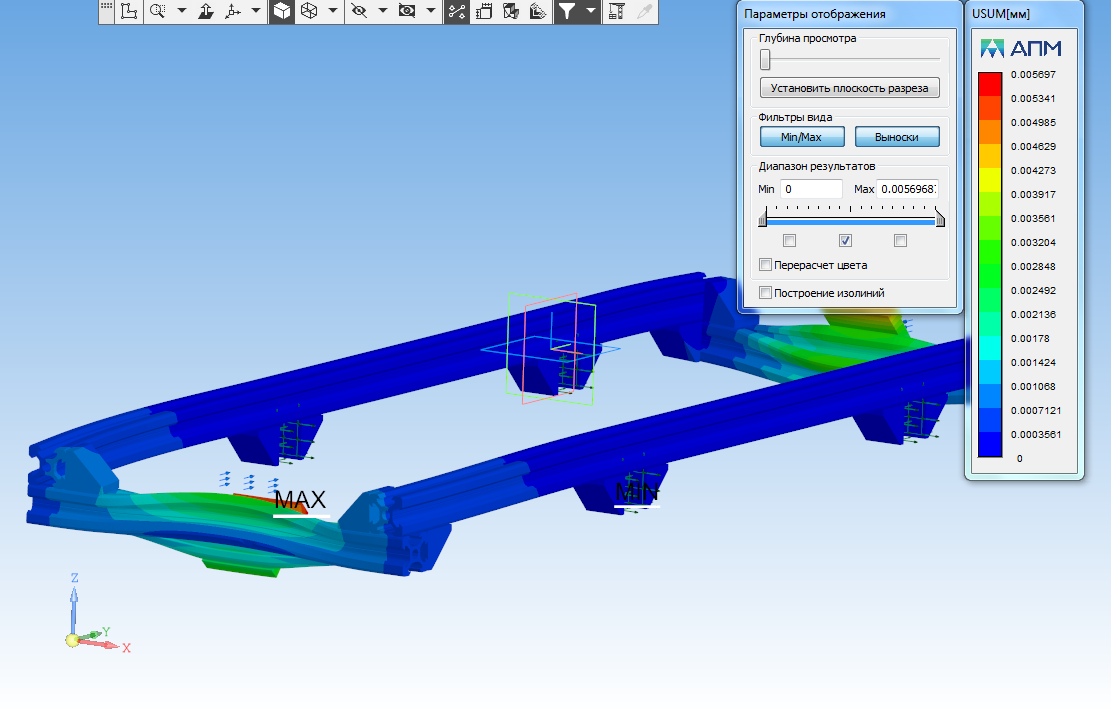 Параметры отображения
Глубина просмотра
Установить плоскость разреза
Фильтры вида
Min/Max
Выноски
Диапазон результатов
Min 0 Max 0.0056968
Перерасчет цвета
Построение изолиний
USUM[мм]
АПМ
0.005697
0.005341
0.004985
0.004629
0.004273
0.003917
0.003561
0.003204
0.002848
0.002492
0.002136
0.00178
0.001424
0.001068
0.0007121
0.0003561
0
MAX
MIN
Z
Y
X